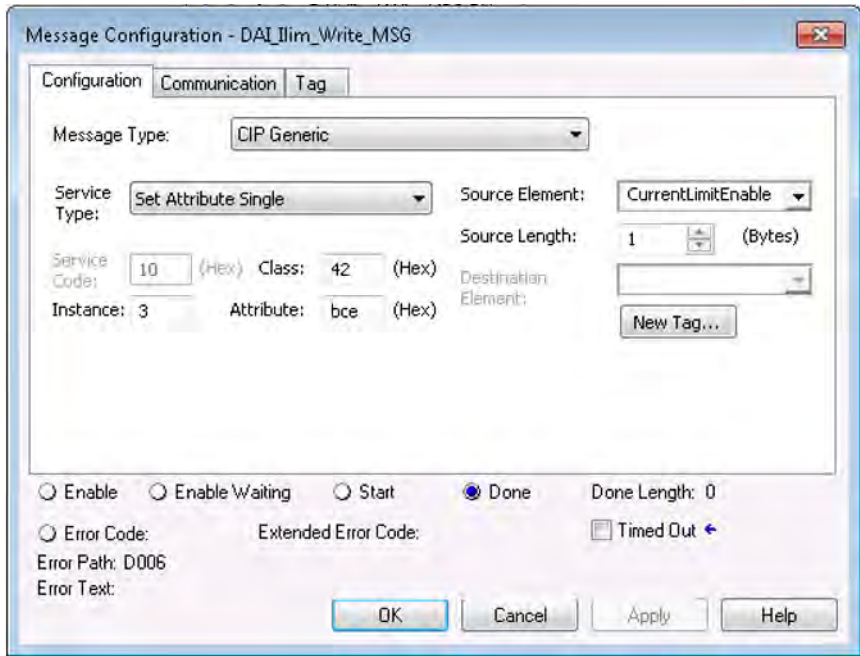 Message Configuration - DAI_Ilim_Write_MSG
Configuration Communication Tag
Message Type: CIP Generic
Service Type: Set Attribute Single
Source Element: CurrentLimitEnable
Source Length: 1 (Bytes)
Service Code: 10 (Hex) Class: 42 (Hex)
Destination Element:
Instance: 3 Attribute: bce (Hex)
New Tag...
Enable Enable Waiting Start Done Done Length: 0
Error Code: Extended Error Code: Timed Out
Error Path: D006
Error Text:
OK Cancel Apply Help